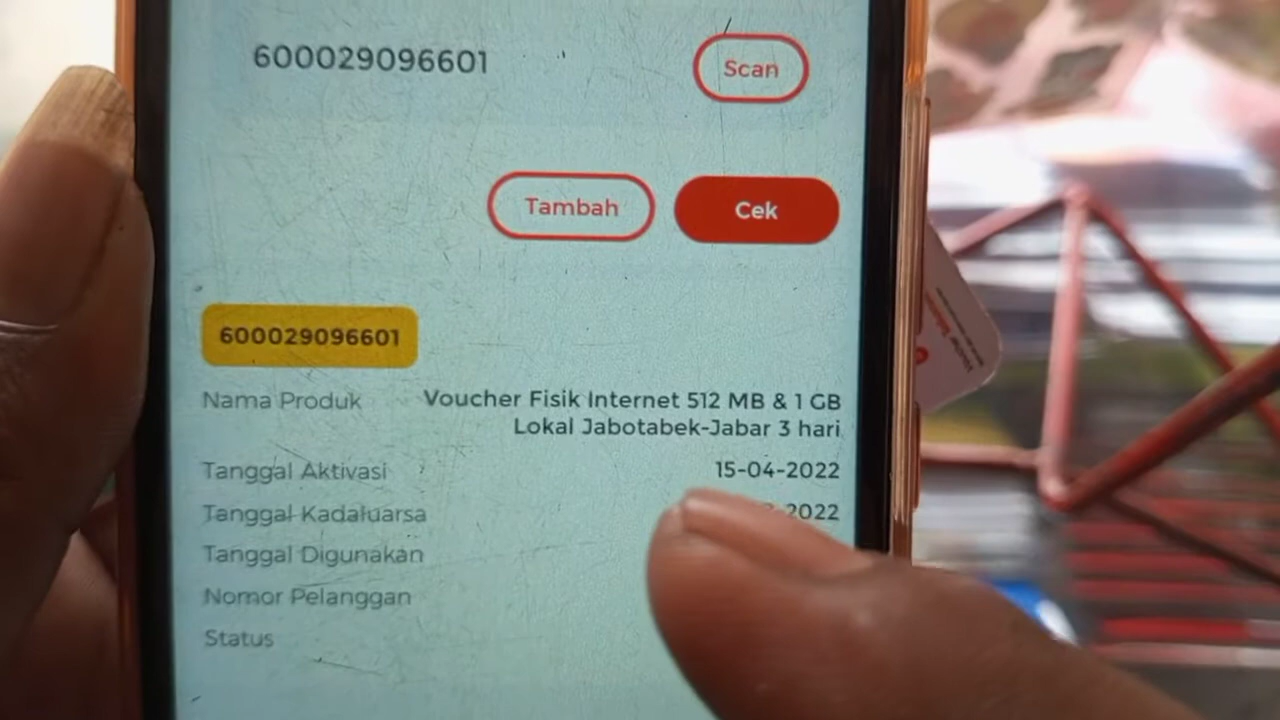 600029096601
Scan
Tambah
Cek
600029096601
Nama Produk
Voucher Fisik Internet 512 MB & 1 GB
Lokal Jabotabek-Jabar 3 hari
Tanggal Aktivasi
15-04-2022
Tanggal Kadaluarsa
2022
Tanggal Digunakan
Nomor Pelanggan
Status